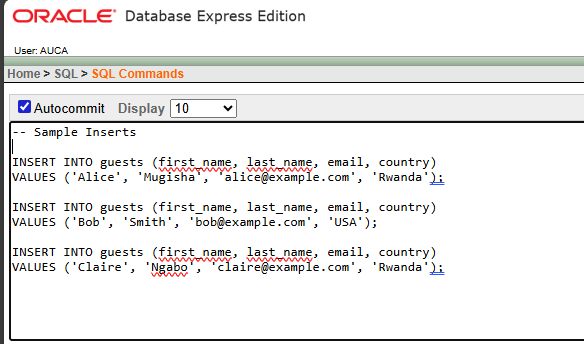 ORACLE® Database Express Edition
User: AUCA
Home > SQL > SQL Commands
Autocommit Display 10
-- Sample Inserts
INSERT INTO guests (first_name, last_name, email, country)
VALUES ('Alice', 'Mugisha', 'alice@example.com', 'Rwanda');
INSERT INTO guests (first_name, last_name, email, country)
VALUES ('Bob', 'Smith', 'bob@example.com', 'USA');
INSERT INTO guests (first_name, last_name, email, country)
VALUES ('Claire', 'Ngabo', 'claire@example.com', 'Rwanda');